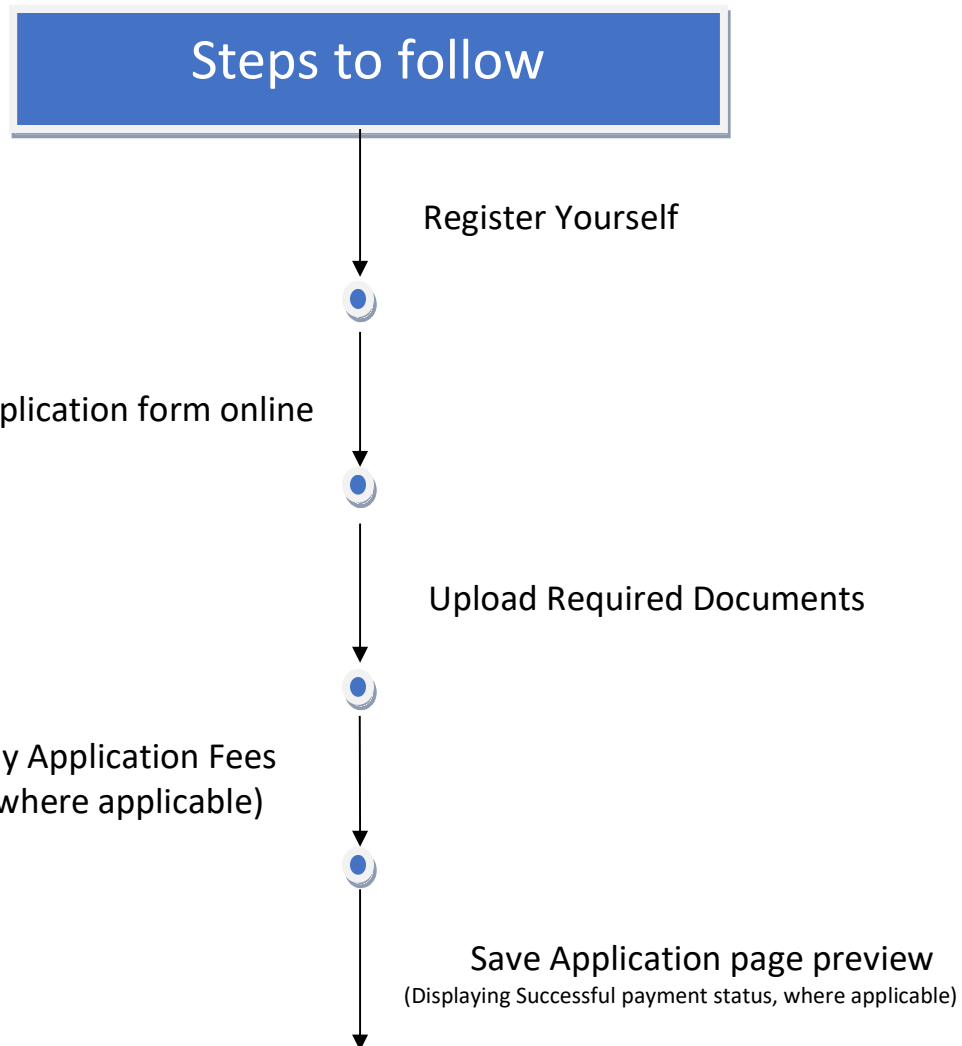 Steps to follow
Register Yourself
plication form online
Upload Required Documents
y Application Fees
where applicable)
Save Application page preview
(Displaying Successful payment status, where applicable)